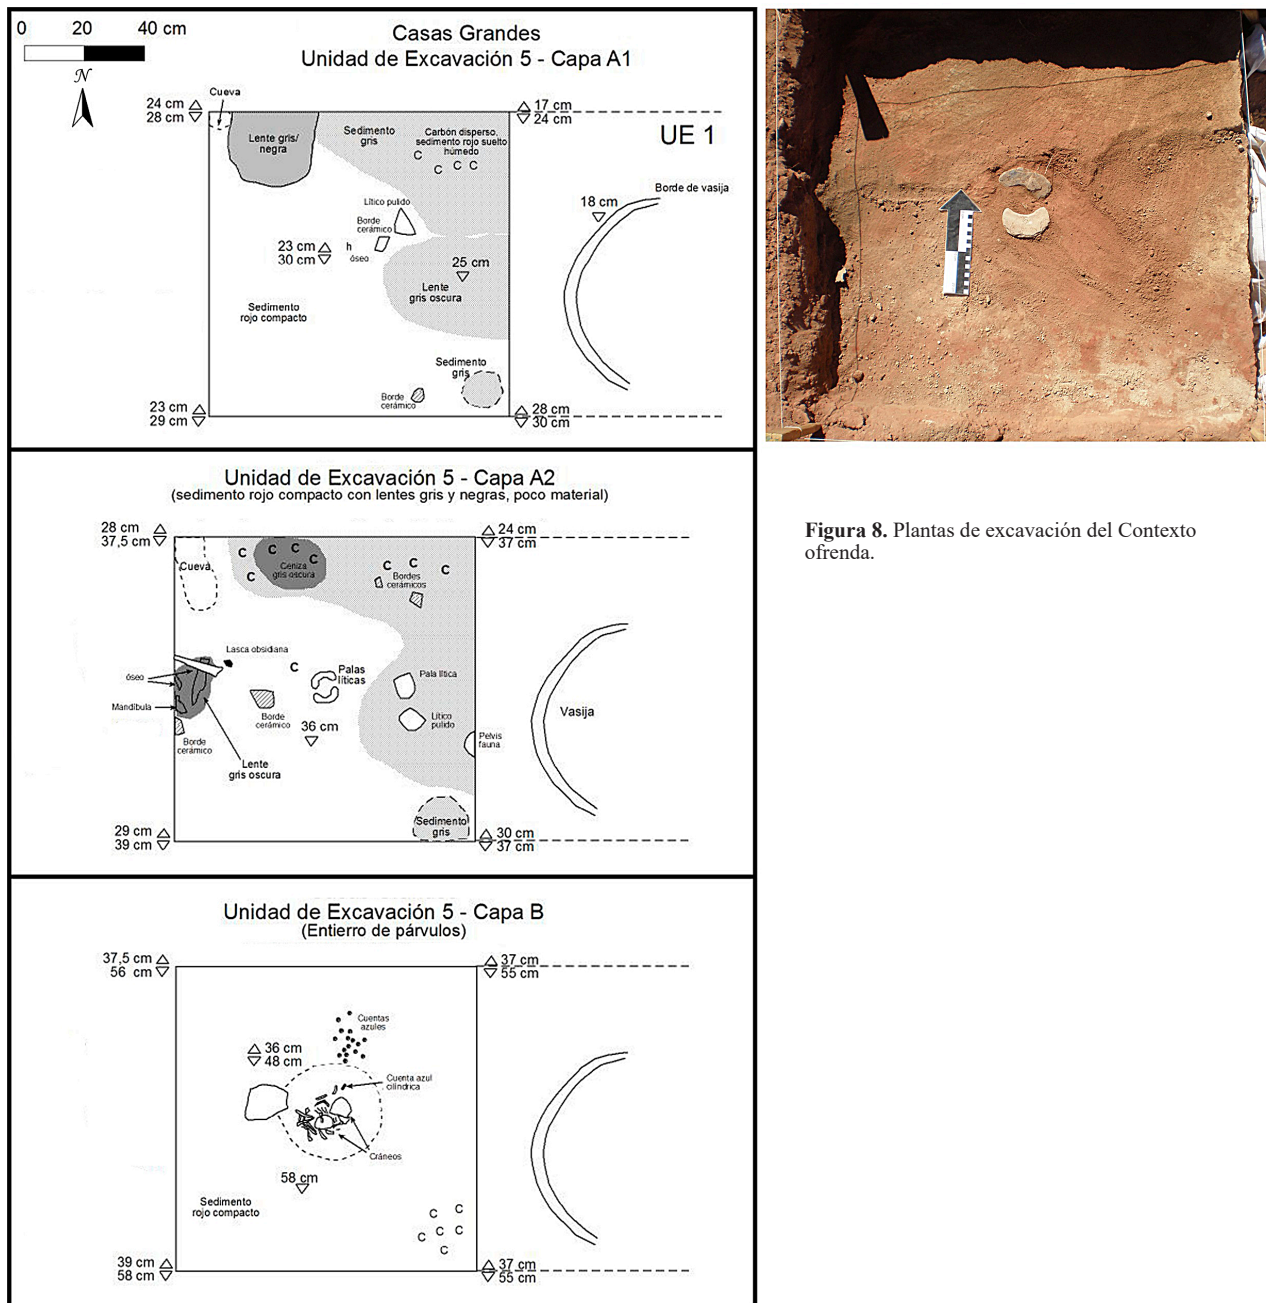 0 20 40 cm
N
Casas Grandes
Unidad de Excavación 5 - Capa A1
24 cm
28 cm
Cueva
17 cm
24 cm
Lente gris/
negra
Sedimento
gris
Carbón disperso,
sedimento rojo suelto
húmedo
C
C C C
UE 1
Borde de vasija
18 cm
Lítico pulido
Borde
cerámico
23 cm
30 cm
h
óseo
25 cm
Lente
gris oscura
Sedimento
rojo compacto
Sedimento
gris
Borde
cerámico
23 cm
29 cm
28 cm
30 cm
Unidad de Excavación 5 - Capa A2
(sedimento rojo compacto con lentes gris y negras, poco material)
28 cm
37,5 cm
24 cm
37 cm
Cueva
C C C C C
Ceniza
gris oscura
C C C
Bordes
cerámicos
Lasca obsidiana
óseo
C
Palas
líticas
Pala lítica
Mandíbula
Borde
cerámico
Lítico
pulido
Vasija
36 cm
Borde
cerámico
Pelvis
fauna
Lente
gris oscura
Sedimento
gris
29 cm
39 cm
30 cm
37 cm
Unidad de Excavación 5 - Capa B
(Entierro de párvulos)
37,5 cm
56 cm
37 cm
55 cm
Cuentas
azules
36 cm
48 cm
Cuenta azul
cilíndrica
Cráneos
58 cm
Sedimento
rojo compacto
C C
C C C
C
39 cm
58 cm
37 cm
55 cm
Figura 8. Plantas de excavación del Contexto
ofrenda.